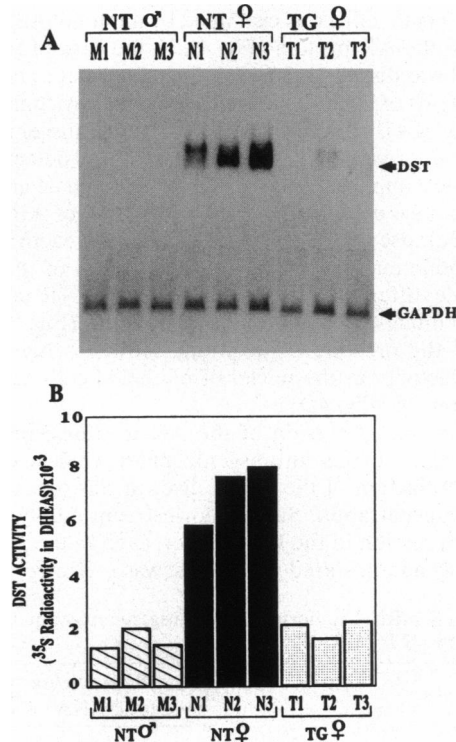 A
NT ♂ NT ♀ TG ♀
M1 M2 M3 N1 N2 N3 T1 T2 T3
DST
GAPDH
B
DST ACTIVITY
(³⁵S Radioactivity in DHEAS)x10⁻³
10
8
6
4
2
0
M1 M2 M3 N1 N2 N3 T1 T2 T3
NT♂ NT♀ TG♀